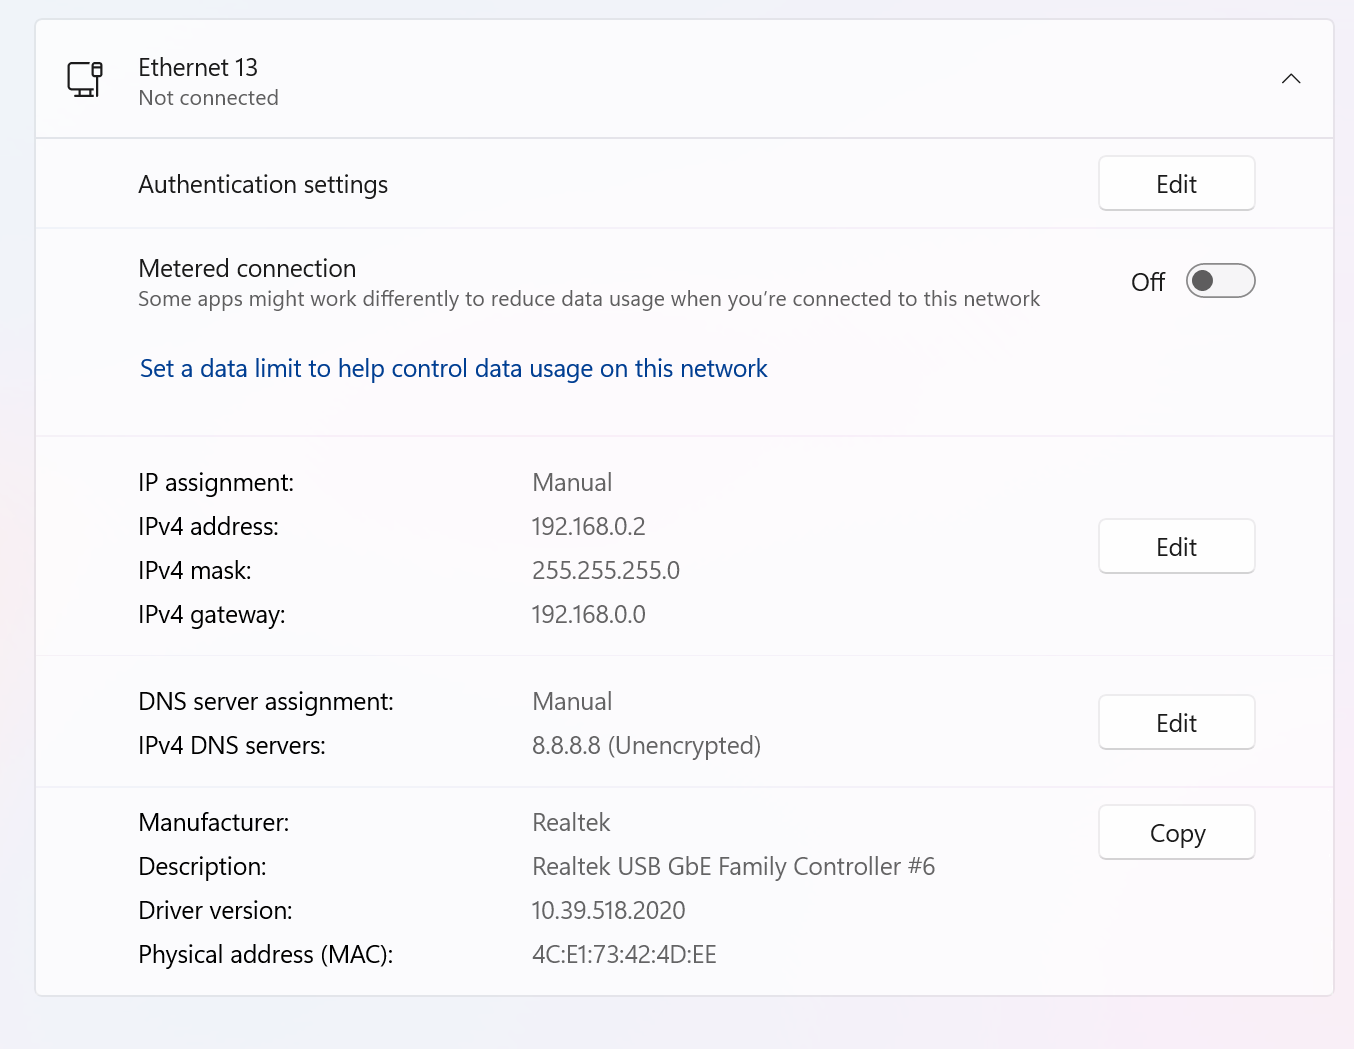 Ethernet 13
Not connected
Authentication settings
Edit
Metered connection
Some apps might work differently to reduce data usage when you're connected to this network
Off
Set a data limit to help control data usage on this network
IP assignment: Manual
IPv4 address: 192.168.0.2
IPv4 mask: 255.255.255.0
IPv4 gateway: 192.168.0.0
Edit
DNS server assignment: Manual
IPv4 DNS servers: 8.8.8.8 (Unencrypted)
Edit
Manufacturer: Realtek
Description: Realtek USB GbE Family Controller #6
Driver version: 10.39.518.2020
Physical address (MAC): 4C:E1:73:42:4D:EE
Copy